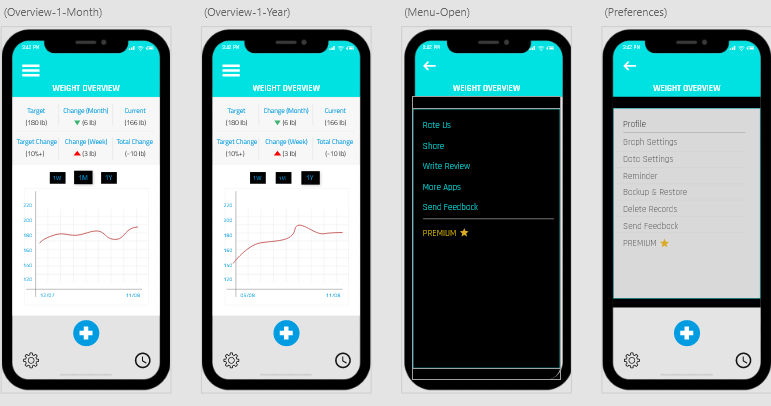 (Overview-1-Month)
3:42 PM
WEIGHT OVERVIEW
Target Change (Month) Current
(180 lb) (6 lb) (166 lb)
Target Change Change (Week) Total Change
(10%+) (3 lb) (-10 lb)
1W 1M 1Y
220
200
180
160
140
120
12/07 11/08
(Overview-1-Year)
3:42 PM
WEIGHT OVERVIEW
Target Change (Month) Current
(180 lb) (6 lb) (166 lb)
Target Change Change (Week) Total Change
(10%+) (3 lb) (-10 lb)
1W 1M 1Y
220
200
180
160
140
120
05/08 11/08
(Menu-Open)
3:42 PM
WEIGHT OVERVIEW
Rate Us
Share
Write Review
More Apps
Send Feedback
PREMIUM
(Preferences)
3:42 PM
WEIGHT OVERVIEW
Profile
Graph Settings
Data Settings
Reminder
Backup & Restore
Delete Records
Send Feedback
PREMIUM